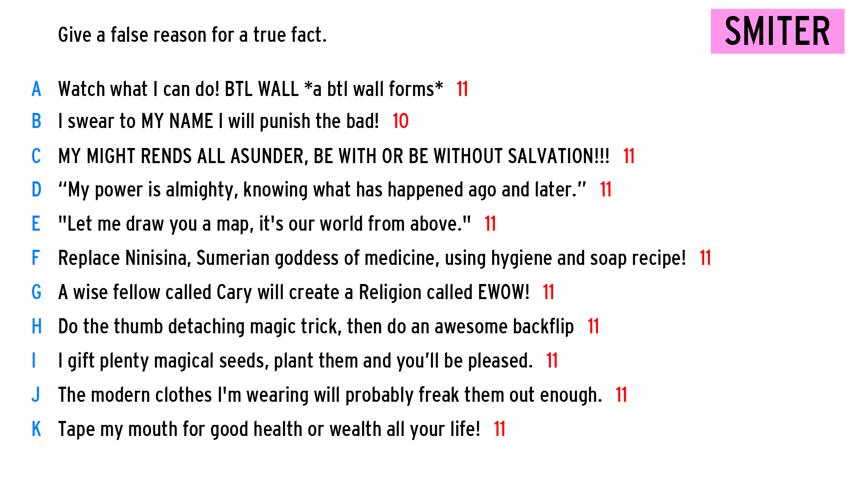 Give a false reason for a true fact.
SMITER
A Watch what I can do! BTL WALL *a btl wall forms* 11
B I swear to MY NAME I will punish the bad! 10
C MY MIGHT RENDS ALL ASUNDER, BE WITH OR BE WITHOUT SALVATION!!! 11
D “My power is almighty, knowing what has happened ago and later.” 11
E "Let me draw you a map, it's our world from above." 11
F Replace Ninisina, Sumerian goddess of medicine, using hygiene and soap recipe! 11
G A wise fellow called Cary will create a Religion called EWOW! 11
H Do the thumb detaching magic trick, then do an awesome backflip 11
I I gift plenty magical seeds, plant them and you’ll be pleased. 11
J The modern clothes I'm wearing will probably freak them out enough. 11
K Tape my mouth for good health or wealth all your life! 11